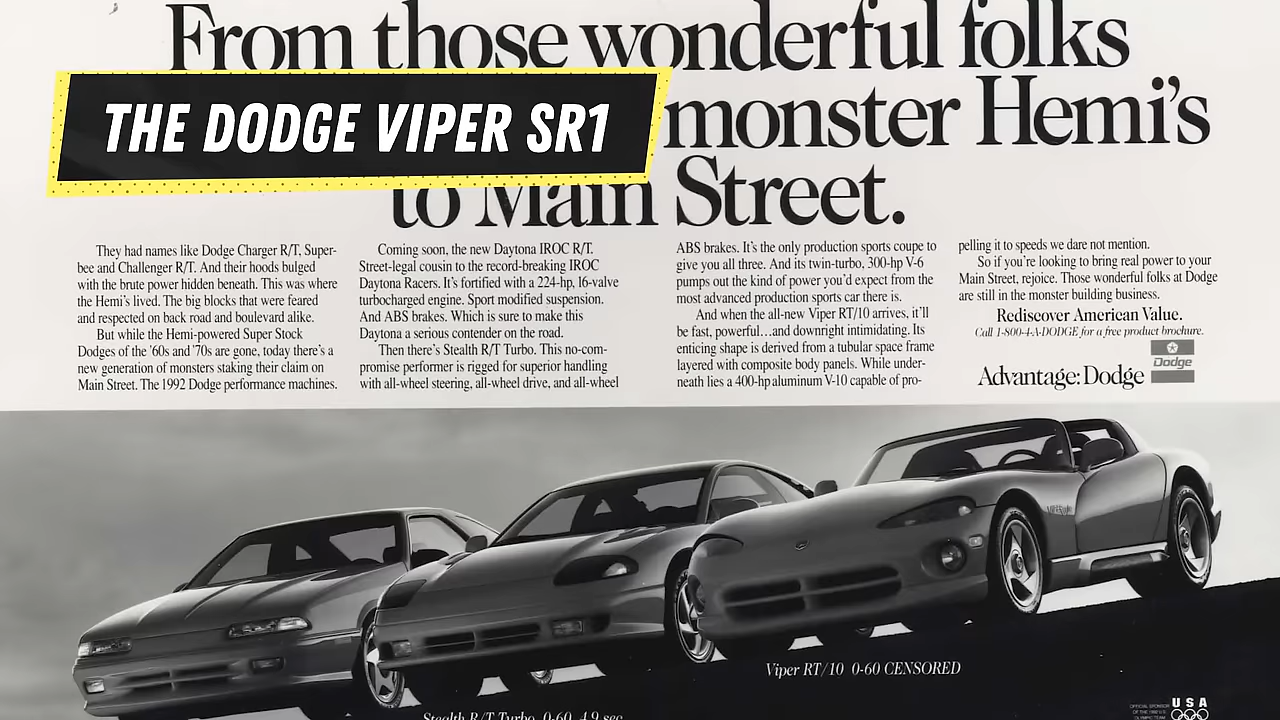 From those wonderful folks
THE DODGE VIPER SR1
monster Hemi's
to Main Street.
They had names like Dodge Charger R/T, Super-
bee and Challenger R/T. And their hoods bulged
with the brute power hidden beneath. This was where
the Hemi's lived. The big blocks that were feared
and respected on back road and boulevard alike.
But while the Hemi-powered Super Stock
Dodges of the '60s and '70s are gone, today there's a
new generation of monsters staking their claim on
Main Street. The 1992 Dodge performance machines.
Coming soon, the new Daytona IROC R/T.
Street-legal cousin to the record-breaking IROC
Daytona Racers. It's fortified with a 224-hp, 16-valve
turbocharged engine. Sport modified suspension.
And ABS brakes. Which is sure to make this
Daytona a serious contender on the road.
Then there's Stealth R/T Turbo. This no-com-
promise performer is rigged for superior handling
with all-wheel steering, all-wheel drive, and all-wheel
ABS brakes. It's the only production sports coupe to
give you all three. And its twin-turbo, 300-hp V-6
pumps out the kind of power you'd expect from the
most advanced production sports car there is.
And when the all-new Viper RT/10 arrives, it'll
be fast, powerful...and downright intimidating. Its
enticing shape is derived from a tubular space frame
layered with composite body panels. While under-
neath lies a 400-hp aluminum V-10 capable of pro-
pelling it to speeds we dare not mention.
So if you're looking to bring real power to your
Main Street, rejoice. Those wonderful folks at Dodge
are still in the monster building business.
Rediscover American Value.
Call 1-800-4-A-DODGE for a free product brochure.
Advantage: Dodge
Dodge
Viper RT/10 0-60 CENSORED
Stealth R/T Turbo 0-60 4.9 sec.
USA
OFFICIAL SPONSOR
OF THE 1992 U.S.
OLYMPIC TEAM